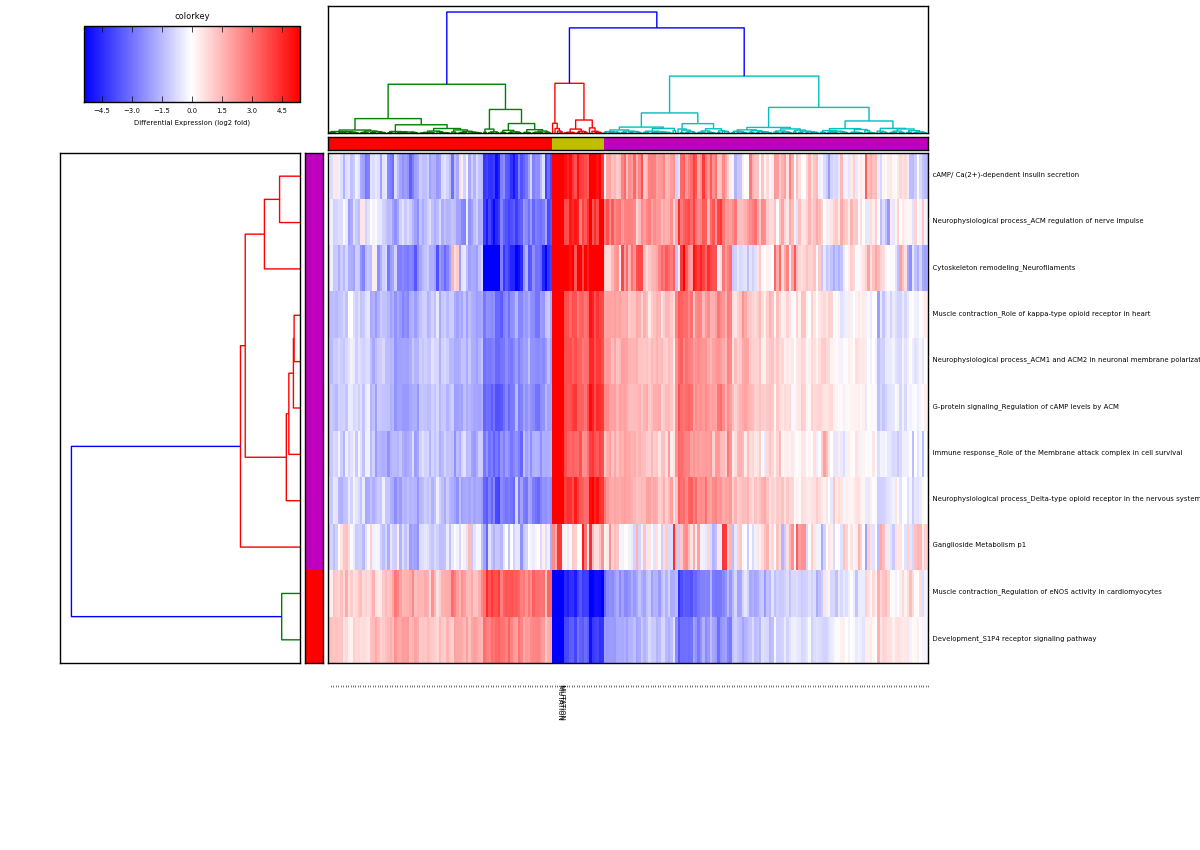 colorkey
−4.5 −3.0 −1.5 0.0 1.5 3.0 4.5
Differential Expression (log2 fold)
cAMP/ Ca(2+)-dependent Insulin secretion
Neurophysiological process_ACM regulation of nerve impulse
Cytoskeleton remodeling_Neurofilaments
Muscle contraction_Role of kappa-type opioid receptor in heart
Neurophysiological process_ACM1 and ACM2 in neuronal membrane polarizat
G-protein signaling_Regulation of cAMP levels by ACM
Immune response_Role of the Membrane attack complex in cell survival
Neurophysiological process_Delta-type opioid receptor in the nervous system
Ganglioside Metabolism p1
Muscle contraction_Regulation of eNOS activity in cardiomyocytes
Development_S1P4 receptor signaling pathway
MUTATION